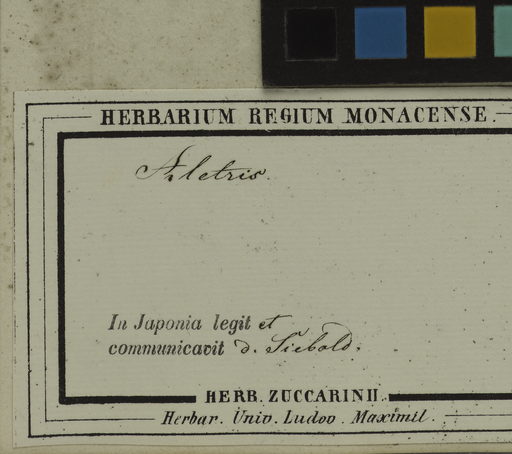 HERBARIUM REGIUM MONACENSE.
Aletris.
In Japonia legit et
communicavit d. Siebold.
HERB. ZUCCARINII.
Herbar. Univ. Ludov. Maximil.